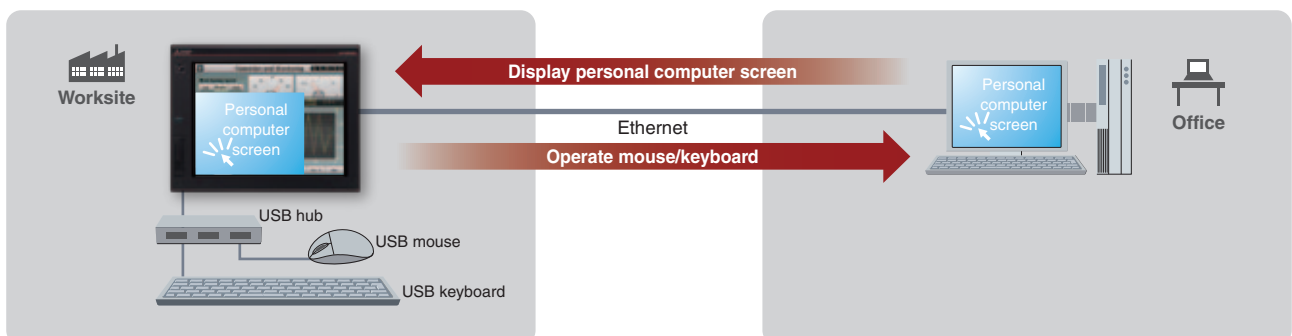 Worksite
Personal
computer
screen
Display personal computer screen
Ethernet
Operate mouse/keyboard
Personal
computer
screen
Office
USB hub
USB mouse
USB keyboard